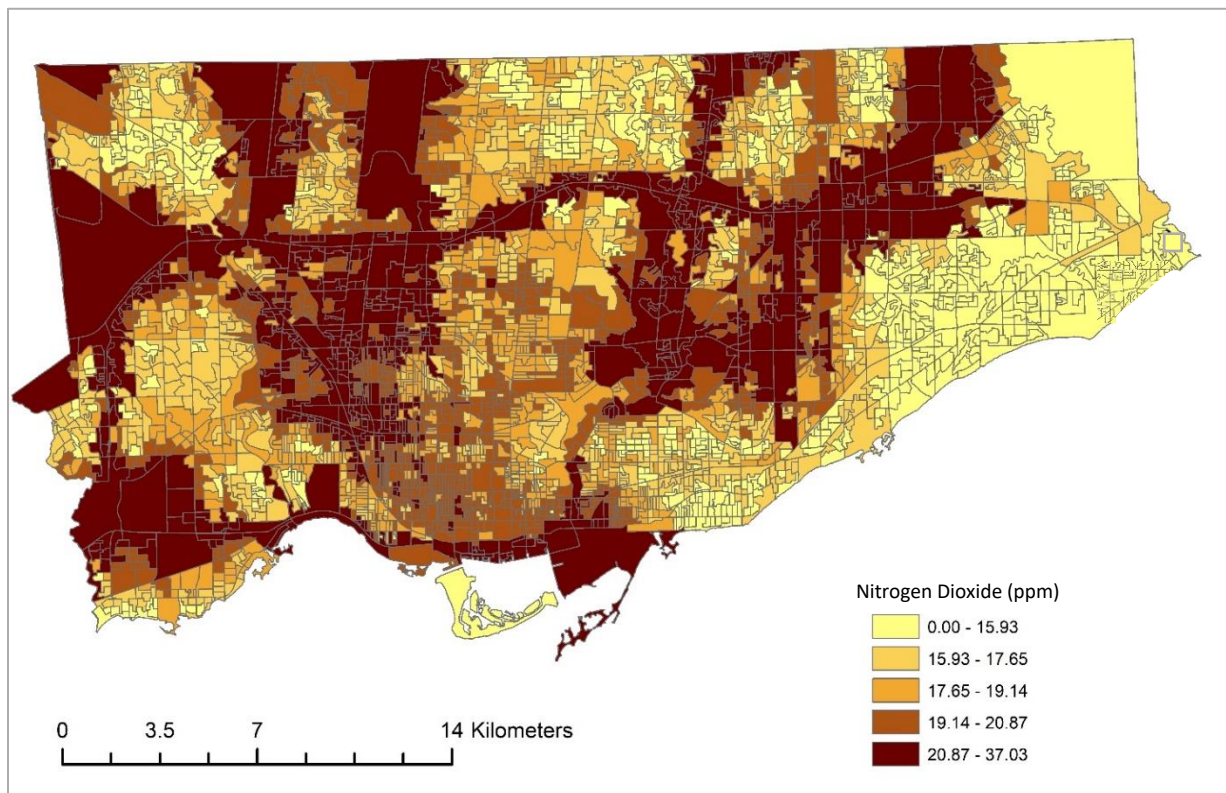 Nitrogen Dioxide (ppm)
0.00 - 15.93
15.93 - 17.65
17.65 - 19.14
19.14 - 20.87
20.87 - 37.03
0 3.5 7 14 Kilometers